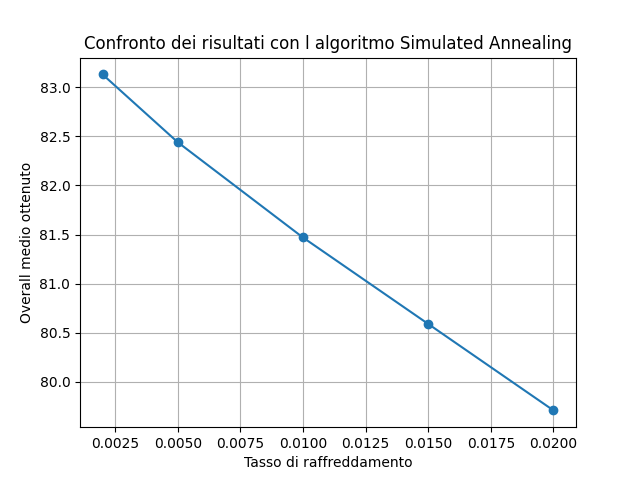 Confronto dei risultati con l algoritmo Simulated Annealing
Overall medio ottenuto
83.0
82.5
82.0
81.5
81.0
80.5
80.0
0.0025 0.0050 0.0075 0.0100 0.0125 0.0150 0.0175 0.0200
Tasso di raffreddamento